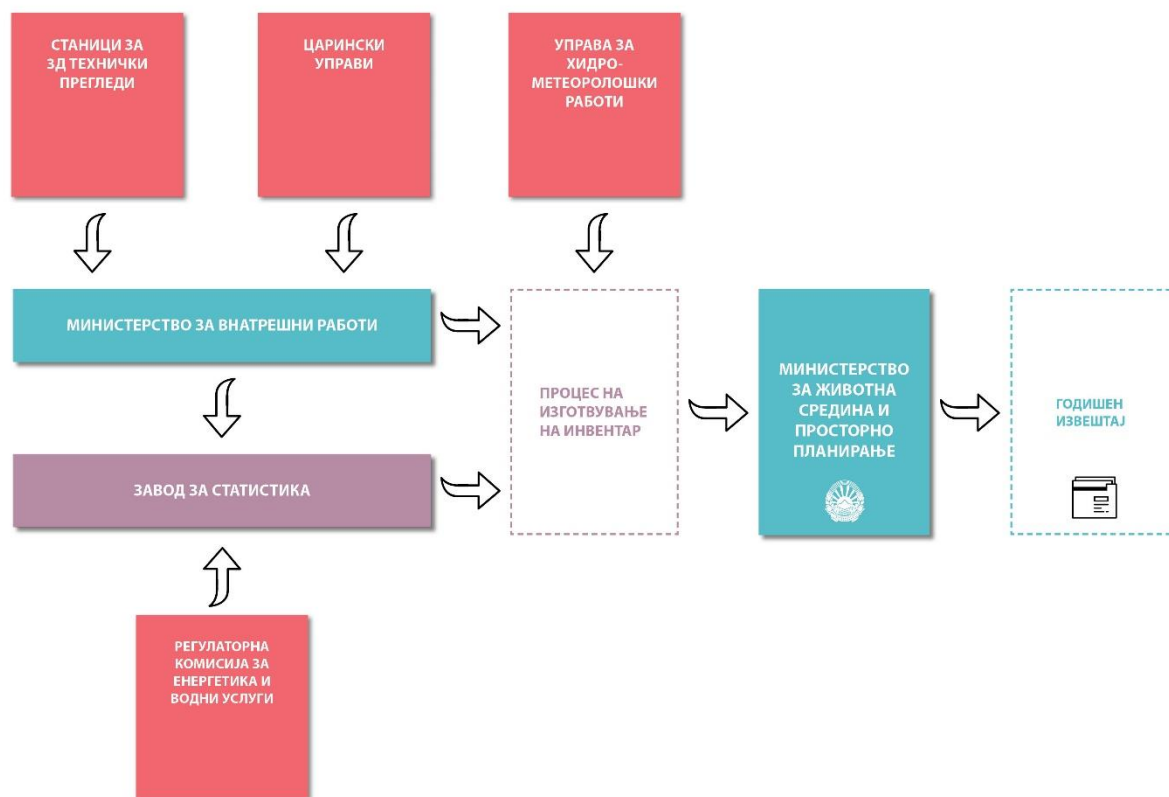 СТАНИЦИ ЗА
ЗД ТЕХНИЧКИ
ПРЕГЛЕДИ
ЦАРИНСКИ
УПРАВИ
УПРАВА ЗА
ХИДРО-
МЕТЕОРОЛОШКИ
РАБОТИ
МИНИСТЕРСТВО ЗА ВНАТРЕШНИ РАБОТИ
ЗАВОД ЗА СТАТИСТИКА
РЕГУЛАТОРНА
КОМИСИЈА ЗА
ЕНЕРГЕТИКА И
ВОДНИ УСЛУГИ
ПРОЦЕС НА
ИЗГОТВУВАЊЕ
НА ИНВЕНТАР
МИНИСТЕРСТВО
ЗА ЖИВОТНА
СРЕДИНА И
ПРОСТОРНО
ПЛАНИРАЊЕ
ГОДИШЕН
ИЗВЕШТАЈ